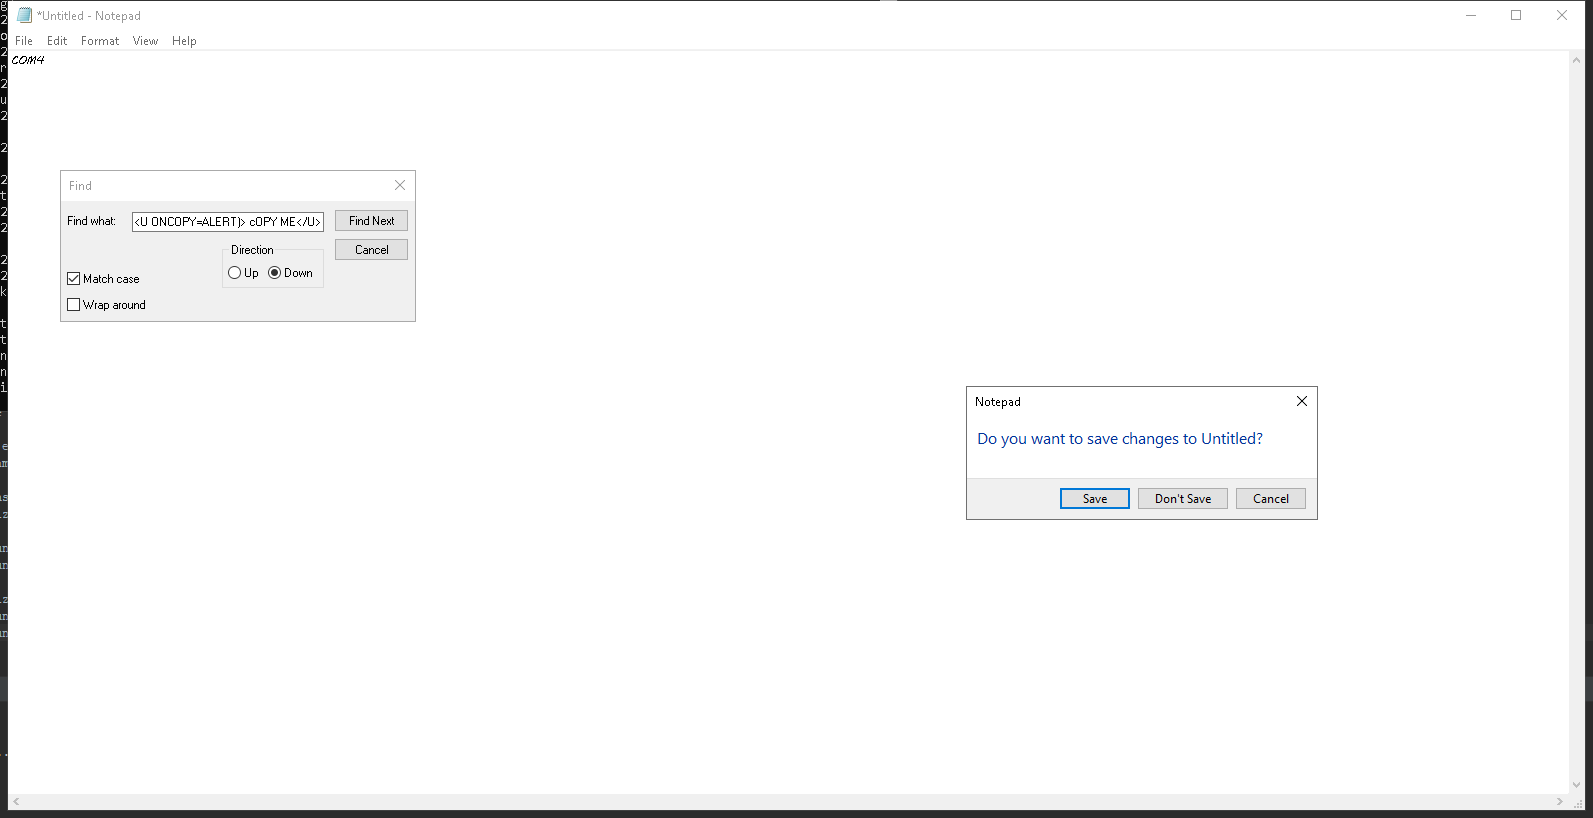 *Untitled - Notepad
File Edit Format View Help
COM4
Find
Find what: <U ONCOPY=ALERT)> cOPY ME</U> Find Next
Direction Cancel
Up Down
Match case
Wrap around
Notepad
Do you want to save changes to Untitled?
Save Don't Save Cancel